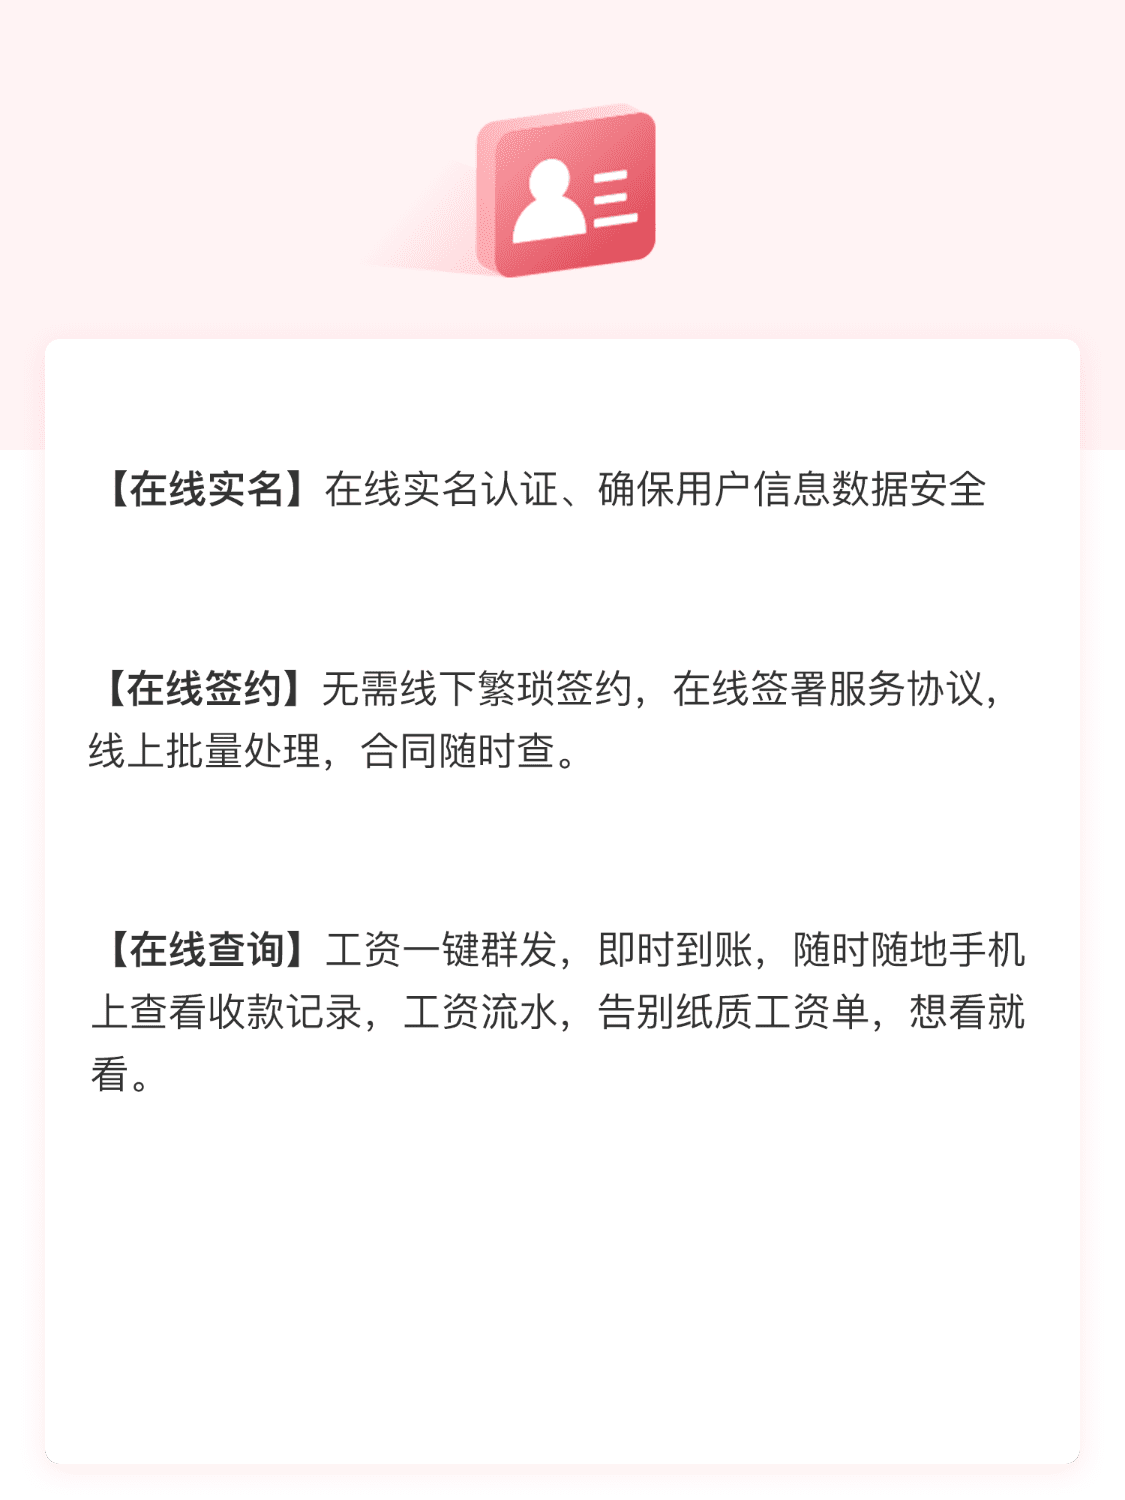 【在线实名】在线实名认证、确保用户信息数据安全
【在线签约】无需线下繁琐签约，在线签署服务协议，
线上批量处理，合同随时查。
【在线查询】工资一键群发，即时到账，随时随地手机
上查看收款记录，工资流水，告别纸质工资单，想看就
看。